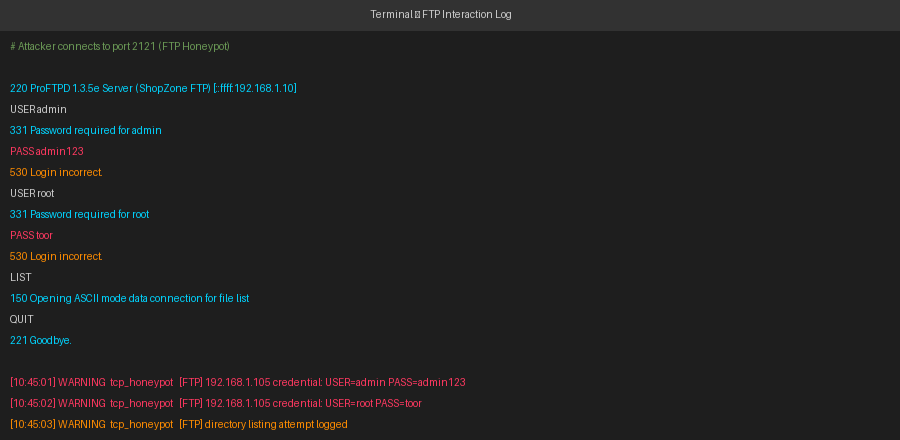 Terminal ▯ FTP Interaction Log
# Attacker connects to port 2121 (FTP Honeypot)
220 ProFTPD 1.3.5e Server (ShopZone FTP) [::ffff:192.168.1.10]
USER admin
331 Password required for admin
PASS admin123
530 Login incorrect.
USER root
331 Password required for root
PASS toor
530 Login incorrect.
LIST
150 Opening ASCII mode data connection for file list
QUIT
221 Goodbye.
[10:45:01] WARNING tcp_honeypot [FTP] 192.168.1.105 credential: USER=admin PASS=admin123
[10:45:02] WARNING tcp_honeypot [FTP] 192.168.1.105 credential: USER=root PASS=toor
[10:45:03] WARNING tcp_honeypot [FTP] directory listing attempt logged